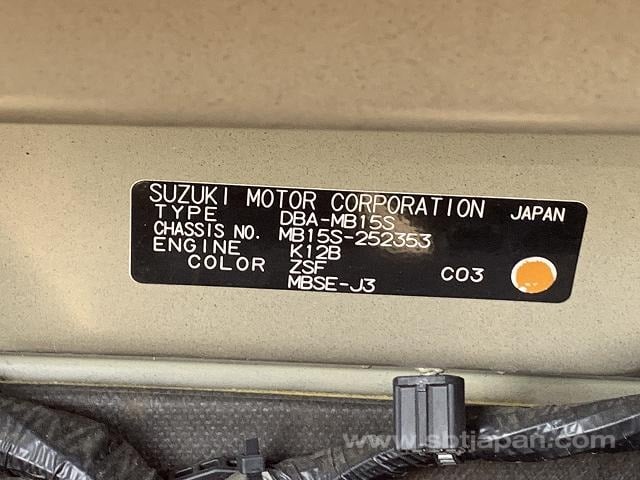 SUZUKI MOTOR CORPORATION JAPAN
TYPE DBA-MB15S
CHASSIS NO. MB15S-252353
ENGINE K12B
COLOR ZSF C03
MBSE-J3
www.sbtjapan.com